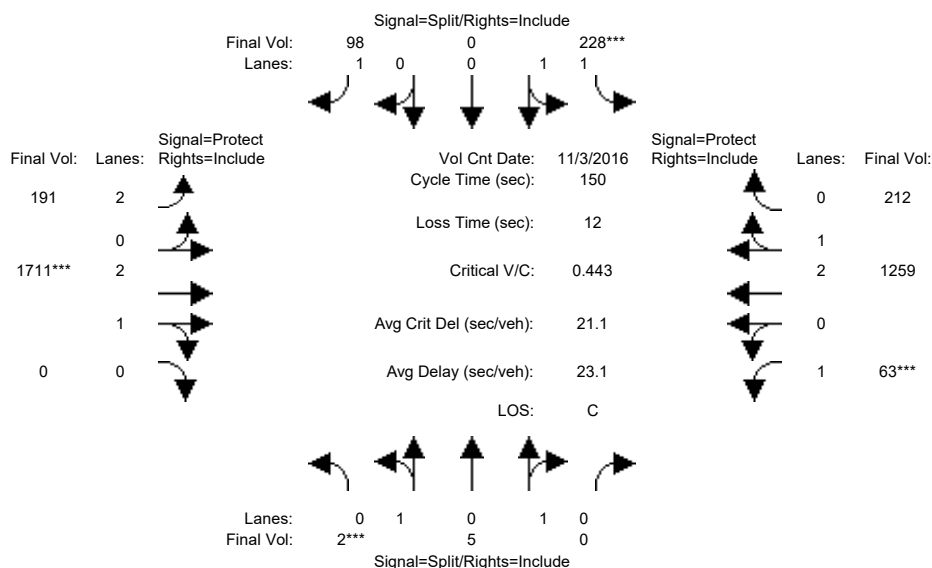 Signal=Split/Rights=Include
Final Vol: 98 0 228***
Lanes: 1 0 0 1 1
Signal=Protect
Final Vol: Lanes: Rights=Include
Vol Cnt Date: 11/3/2016
Signal=Protect
Rights=Include Lanes: Final Vol:
Cycle Time (sec): 150
191 2
0 212
Loss Time (sec): 12
0
1
1711*** 2
Critical V/C: 0.443
2 1259
1
Avg Crit Del (sec/veh): 21.1
0
0 0
Avg Delay (sec/veh): 23.1
1 63***
LOS: C
Lanes: 0 1 0 1 0
Final Vol: 2*** 5 0
Signal=Split/Rights=Include